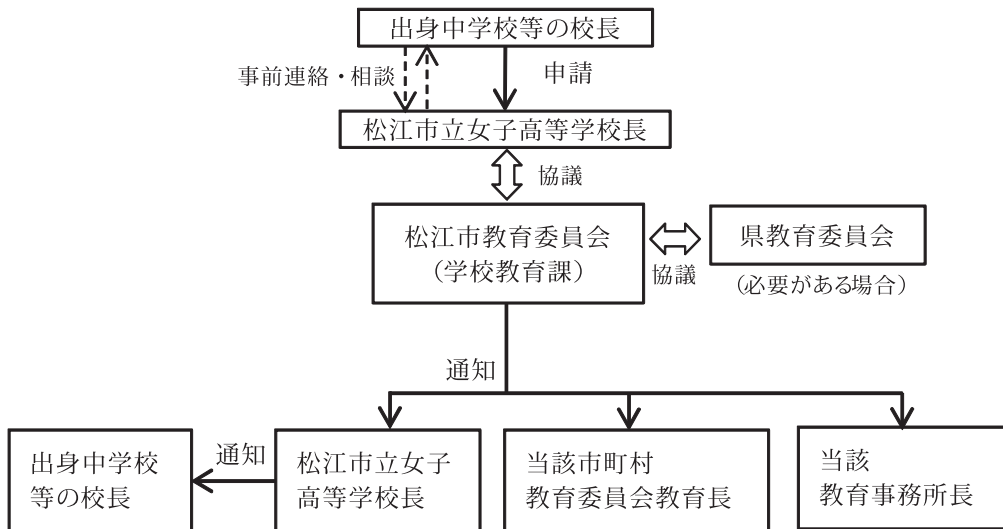 出身中学校等の校長
事前連絡・相談
申請
松江市立女子高等学校長
協議
松江市教育委員会
（学校教育課）
協議
県教育委員会
（必要がある場合）
通知
出身中学校
等の校長
通知
松江市立女子
高等学校長
当該市町村
教育委員会教育長
当該
教育事務所長